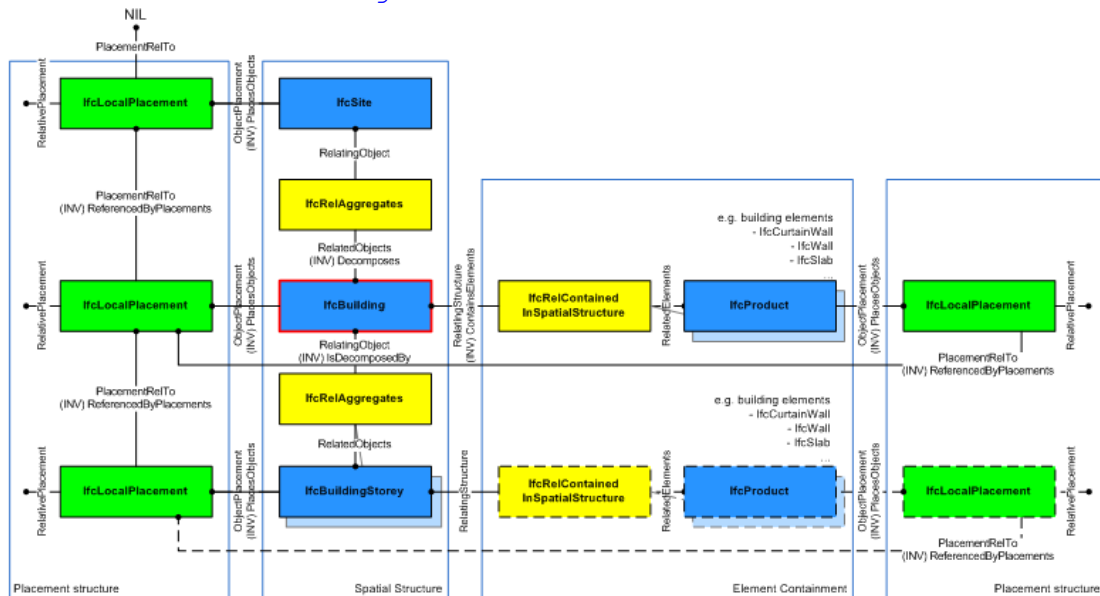 NIL
PlacementRelTo
RelativePlacement
IfcLocalPlacement
ObjectPlacement
(INV) PlacesObjects
IfcSite
RelatingObject
PlacementRelTo
(INV) ReferencedByPlacements
IfcRelAggregates
RelatedObjects
(INV) Decomposes
e.g. building elements
- IfcCurtainWall
- IfcWall
- IfcSlab
...
RelativePlacement
IfcLocalPlacement
ObjectPlacement
(INV) PlacesObjects
IfcBuilding
RelatingStructure
(INV) ContainsElements
IfcRelContained
InSpatialStructure
RelatedElements
IfcProduct
ObjectPlacement
(INV) PlacesObjects
IfcLocalPlacement
RelativePlacement
RelatingObject
(INV) IsDecomposedBy
PlacementRelTo
(INV) ReferencedByPlacements
PlacementRelTo
(INV) ReferencedByPlacements
IfcRelAggregates
RelatedObjects
e.g. building elements
- IfcCurtainWall
- IfcWall
- IfcSlab
...
RelativePlacement
IfcLocalPlacement
ObjectPlacement
(INV) PlacesObjects
IfcBuildingStorey
RelatingStructure
IfcRelContained
InSpatialStructure
RelatedElements
IfcProduct
ObjectPlacement
(INV) PlacesObjects
IfcLocalPlacement
RelativePlacement
PlacementRelTo
(INV) ReferencedByPlacements
Placement structure
Spatial Structure
Element Containment
Placement structure